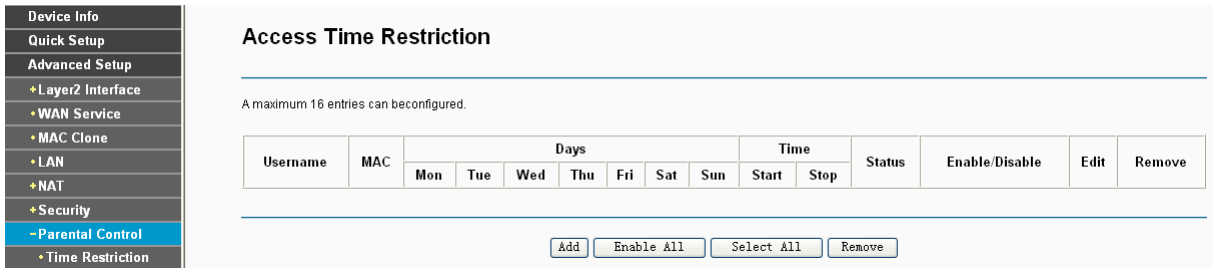 Device Info
Quick Setup
Advanced Setup
+Layer2 Interface
•WAN Service
•MAC Clone
•LAN
+NAT
+Security
-Parental Control
•Time Restriction
Access Time Restriction
A maximum 16 entries can beconfigured.
Username MAC Days Time Status Enable/Disable Edit Remove
Mon Tue Wed Thu Fri Sat Sun Start Stop
Add Enable All Select All Remove